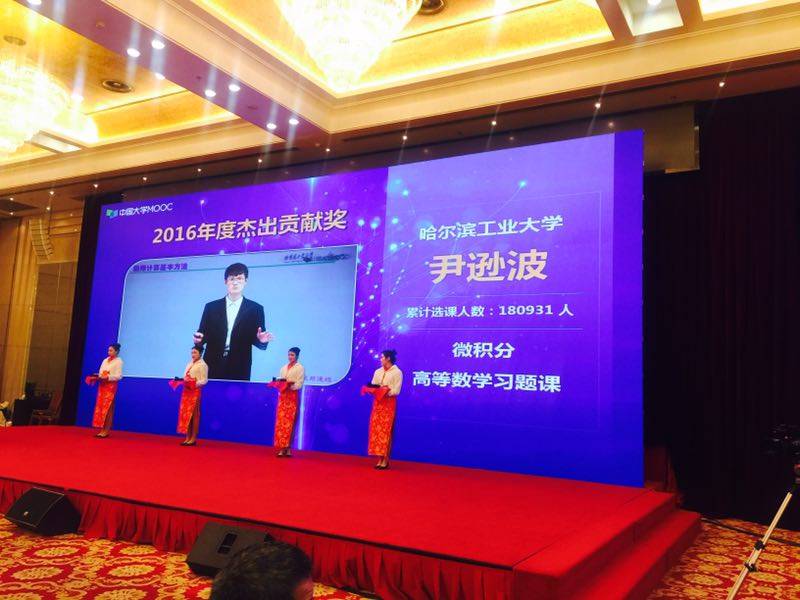 中国大学MOOC
2016年度杰出贡献奖
哈尔滨工业大学
尹逊波
累计选课人数：180931 人
微积分
高等数学习题课